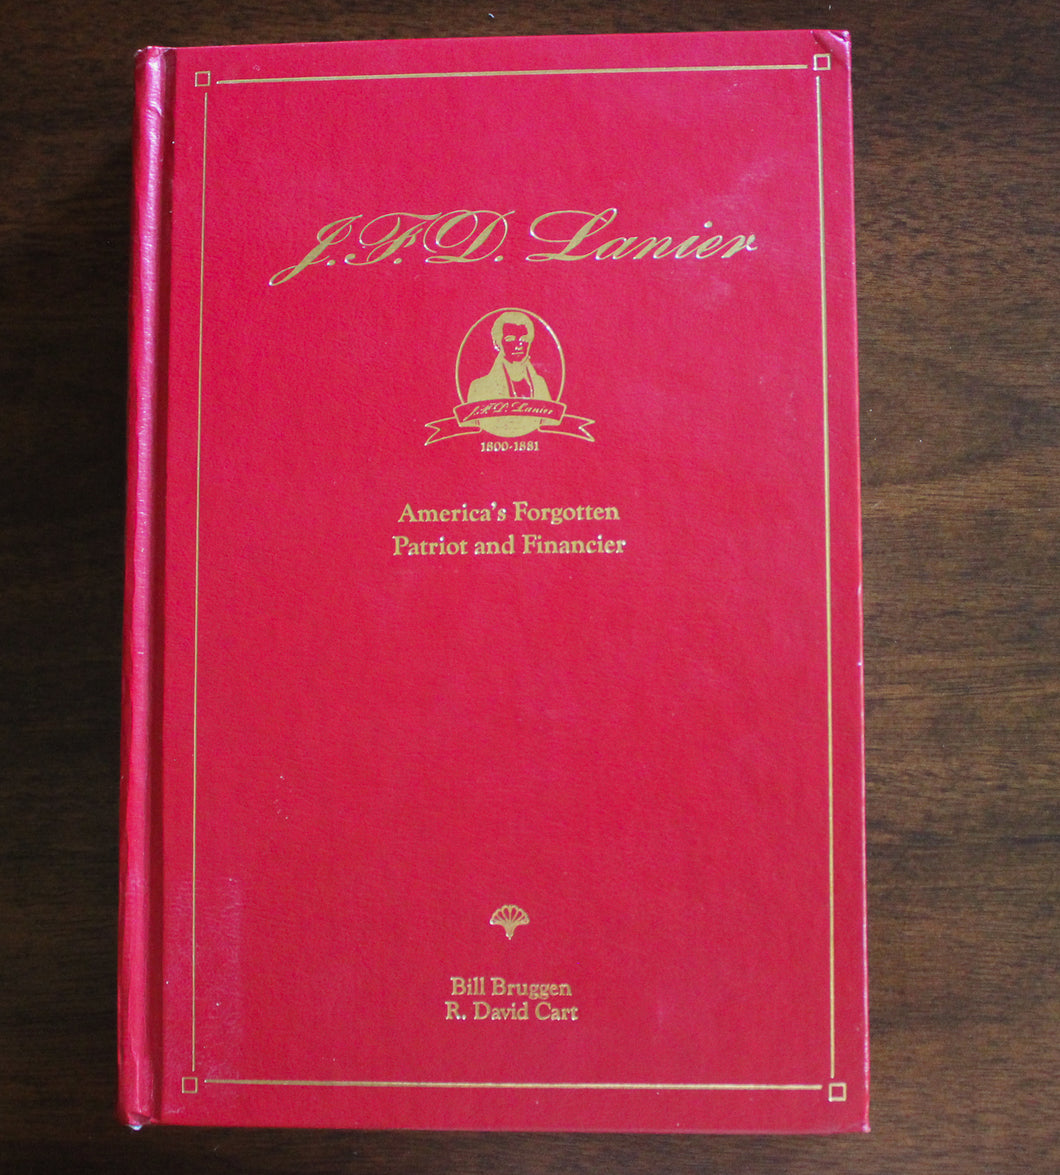 J.F.D. Lanier
J.F.D. Lanier
1800-1881
America's Forgotten
Patriot and Financier
Bill Bruggen
R. David Cart